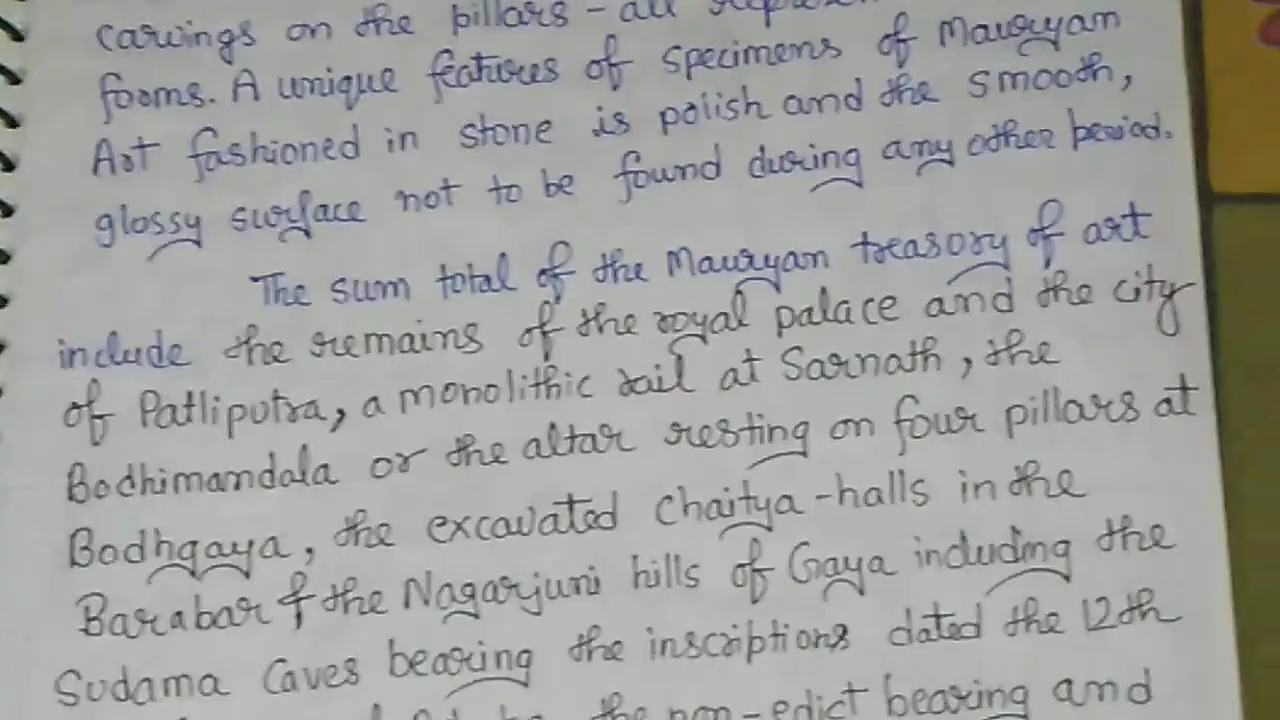 carvings on the pillars - all
forms. A unique features of specimens of Mauryam
Art fashioned in stone is polish and the smooth,
glossy surface not to be found during any other period.
The sum total of the Mauryan treasory of art
include the remains of the royal palace and the city
of Patliputra, a monolithic rail at Sarnath, the
Bodhimandala or the altar resting on four pillars at
Bodhgaya, the excavated Chaitya-halls in the
Barabar & the Nagarjuni hills of Gaya including the
Sudama Caves bearing the inscriptions dated the 12th
the non-edict bearing and